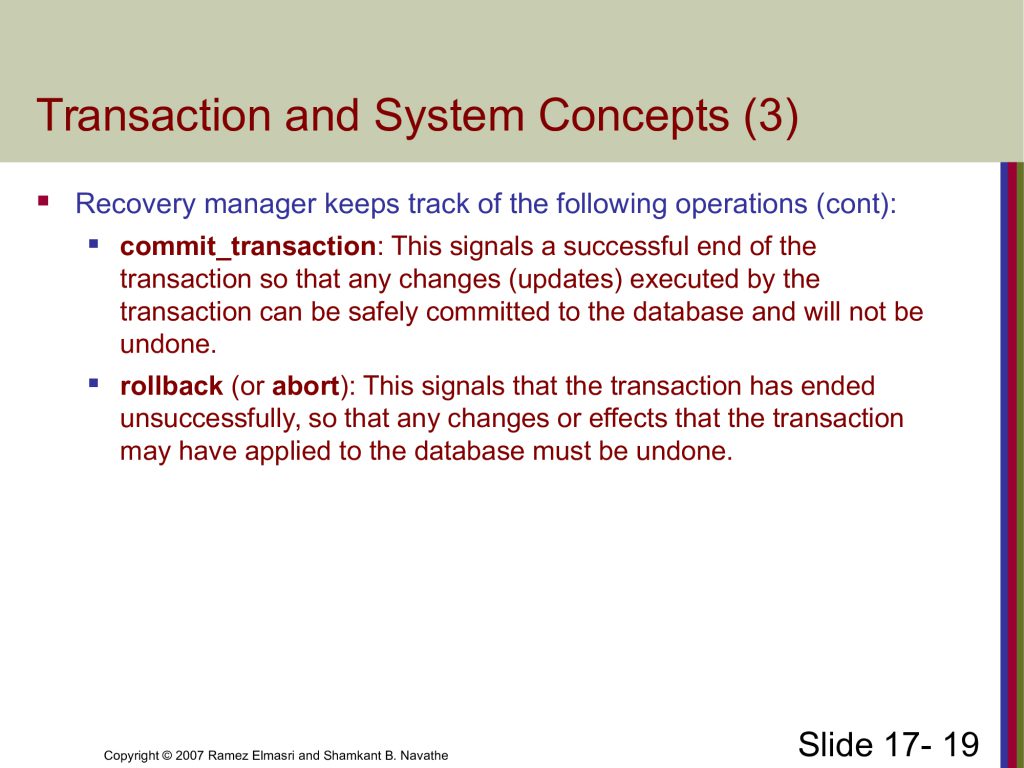 Transaction and System Concepts (3)
Recovery manager keeps track of the following operations (cont):
commit_transaction: This signals a successful end of the
transaction so that any changes (updates) executed by the
transaction can be safely committed to the database and will not be
undone.
rollback (or abort): This signals that the transaction has ended
unsuccessfully, so that any changes or effects that the transaction
may have applied to the database must be undone.
Copyright © 2007 Ramez Elmasri and Shamkant B. Navathe
Slide 17- 19